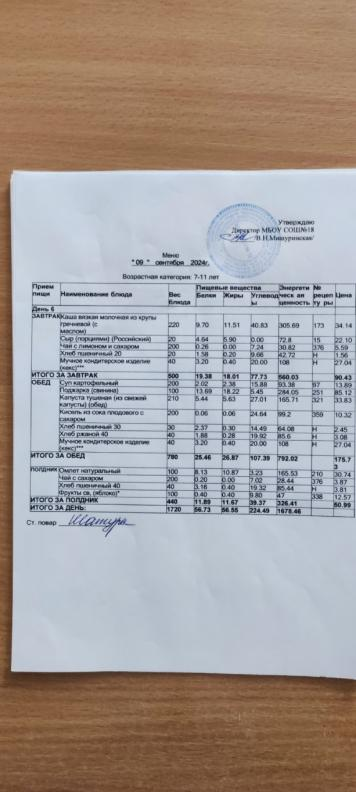 Утверждаю
Директор МБОУ СОШ№18
/В.Н.Мишуринская/
Меню
"09 " сентября 2024г.
Возрастная категория: 7-11 лет
Прием пищи Наименование блюда Вес блюда Пищевые вещества Энергети ческ ая ценность № рецеп ту ры Цена
Белки Жиры Углевод ы
День 6
ЗАВТРАК Каша вязкая молочная из крупы гречневой (с маслом) 220 9.70 11.51 40.83 305.69 173 34.14
Сыр (порциями) (Российский) 20 4.64 5.90 0.00 72.8 15 22.10
Чай с лимоном и сахаром 200 0.26 0.00 7.24 30.82 376 5.59
Хлеб пшеничный 20 20 1.58 0.20 9.66 42.72 Н 1.56
Мучное кондитерское изделие (кекс)*** 40 3.20 3.40 20.00 108 Н 27.04
ИТОГО ЗА ЗАВТРАК 500 19.38 18.01 77.73 560.03 90.43
ОБЕД Суп картофельный 200 2.02 2.38 15.88 93.38 97 13.89
Поджарка (свинина) 100 13.69 18.22 5.45 284.05 251 85.12
Капуста тушеная (из свежей капусты) (обед) 210 5.44 5.63 27.01 165.71 321 33.83
Кисель из сока плодового с сахаром 200 0.06 0.06 24.64 99.2 359 10.32
Хлеб пшеничный 30 30 2.37 0.30 14.49 64.08 Н 2.45
Хлеб ржаной 40 40 1.88 0.28 19.92 85.6 Н 3.08
Мучное кондитерское изделие (кекс)*** 40 3.20 0.40 20.00 108 Н 27.04
ИТОГО ЗА ОБЕД 780 25.46 26.87 107.39 792.02 175.7 3
ПОЛДНИК Омлет натуральный 100 8.13 10.87 3.23 165.53 210 30.74
Чай с сахаром 200 0.20 0.00 7.02 28.44 376 3.87
Хлеб пшеничный 40 40 3.16 0.40 19.32 85.44 Н 3.81
Фрукты св. (яблоко)* 100 0.40 0.40 9.80 47 338 12.57
ИТОГО ЗА ПОЛДНИК 440 11.89 11.67 39.37 326.41 50.99
ИТОГО ЗА ДЕНЬ: 1720 56.73 56.55 224.49 1678.46
Ст. повар